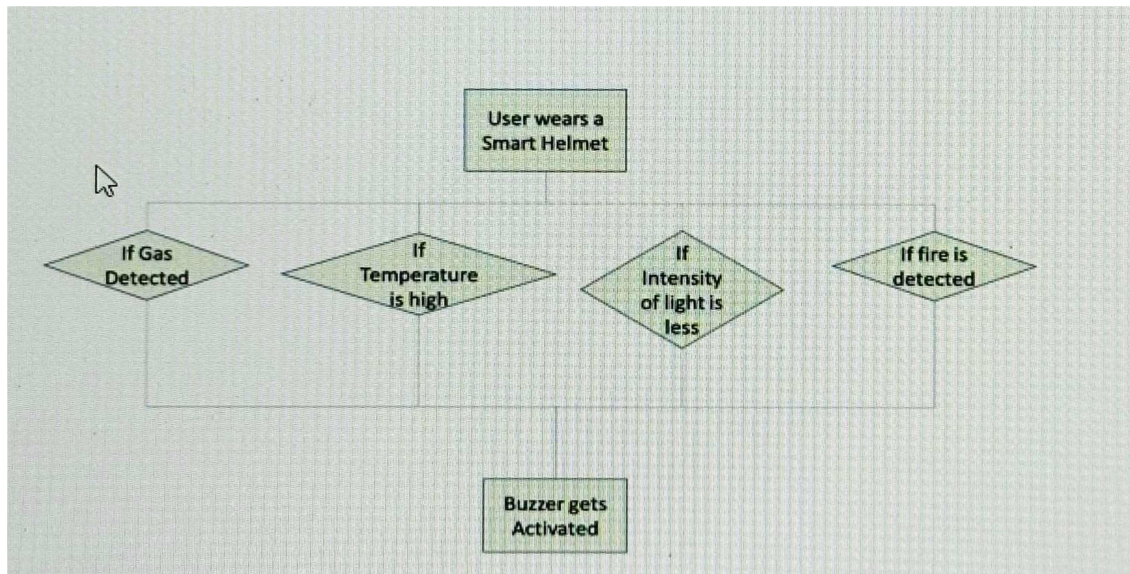 User wears a
Smart Helmet
If Gas
Detected
If
Temperature
is high
If
Intensity
of light is
less
If fire is
detected
Buzzer gets
Activated